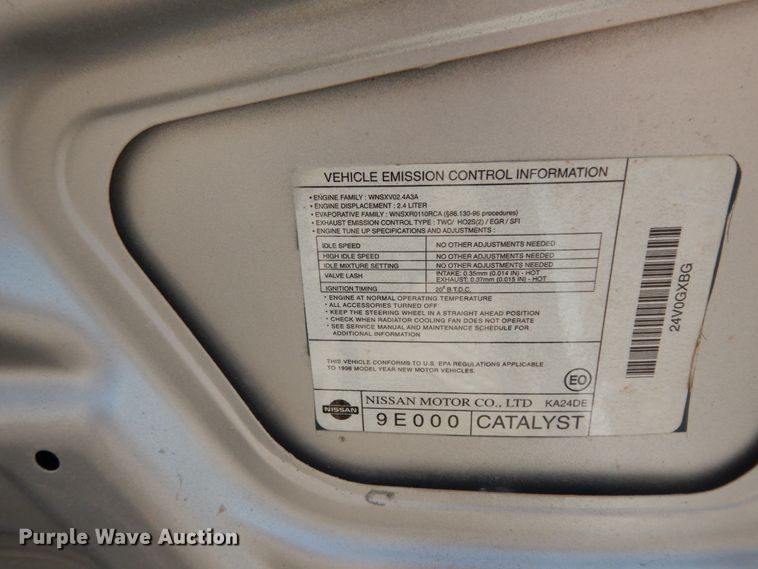 VEHICLE EMISSION CONTROL INFORMATION
• ENGINE FAMILY : WNSXV02.4A3A
• ENGINE DISPLACEMENT : 2.4 LITER
• EVAPORATIVE FAMILY : WNSXR0110RCA (§86.130-96 procedures)
• EXHAUST EMISSION CONTROL TYPE : TWC/ HO2S(2) / EGR / SFI
• ENGINE TUNE UP SPECIFICATIONS AND ADJUSTMENTS :
IDLE SPEED NO OTHER ADJUSTMENTS NEEDED
HIGH IDLE SPEED NO OTHER ADJUSTMENTS NEEDED
IDLE MIXTURE SETTING NO OTHER ADJUSTMENTS NEEDED
VALVE LASH INTAKE: 0.35mm (0.014 IN) - HOT
EXHAUST: 0.37mm (0.015 IN) - HOT
IGNITION TIMING 20° B.T.D.C.
• ENGINE AT NORMAL OPERATING TEMPERATURE
• ALL ACCESSORIES TURNED OFF
• KEEP THE STEERING WHEEL IN A STRAIGHT AHEAD POSITION
• CHECK WHEN RADIATOR COOLING FAN DOES NOT OPERATE
• SEE SERVICE MANUAL AND MAINTENANCE SCHEDULE FOR
ADDITIONAL INFORMATION
THIS VEHICLE CONFORMS TO U.S. EPA REGULATIONS APPLICABLE
TO 1998 MODEL YEAR NEW MOTOR VEHICLES.
EO
NISSAN
NISSAN MOTOR CO., LTD KA24DE
9E000 CATALYST
24V0GXBG
Purple Wave Auction